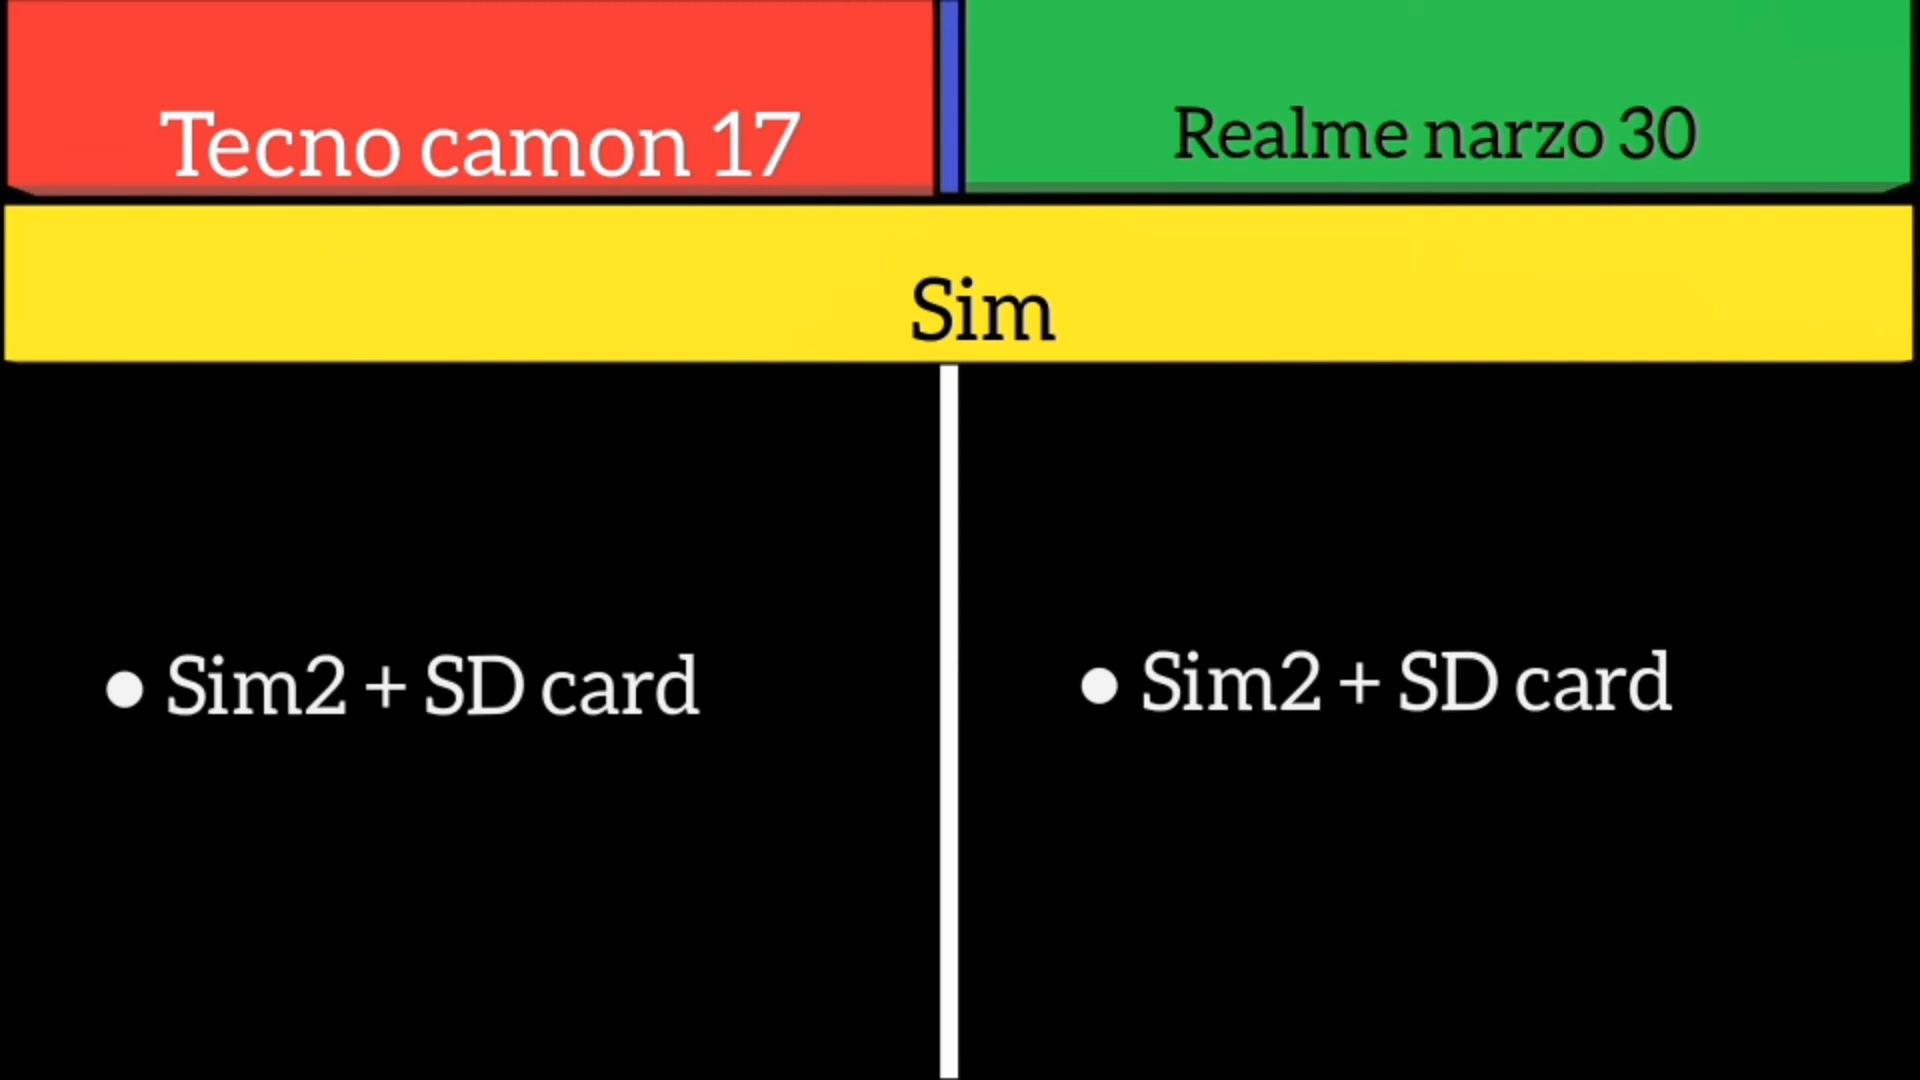 Tecno camon 17
Realme narzo 30
Sim
● Sim2 + SD card
● Sim2 + SD card